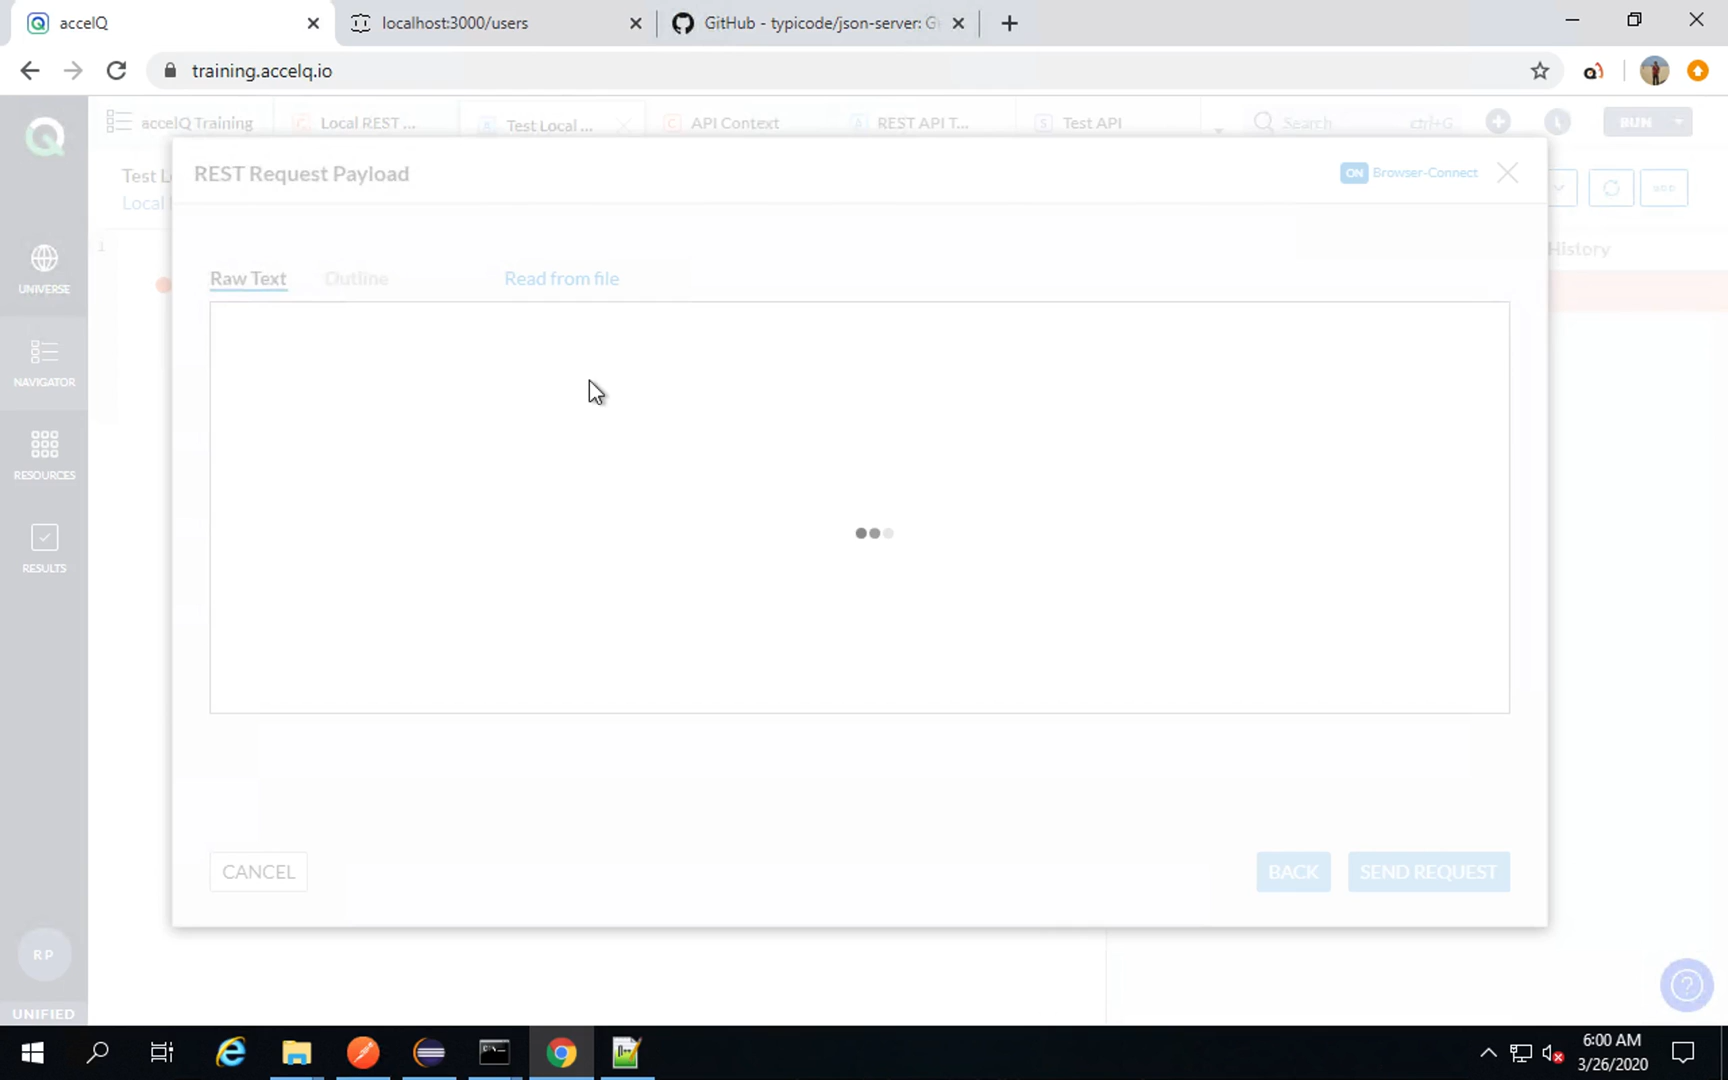 accelQ
localhost:3000/users
GitHub - typicode/json-server: G
training.accelq.io
accelQ Training
Local REST ...
Test Local ...
API Context
REST API T...
Test API
Search
ctrl+G
RUN
Test L
Local
REST Request Payload
ON Browser-Connect
UNIVERSE
1
History
Raw Text
Outline
Read from file
NAVIGATOR
RESOURCES
RESULTS
CANCEL
BACK
SEND REQUEST
RP
UNIFIED
6:00 AM
3/26/2020